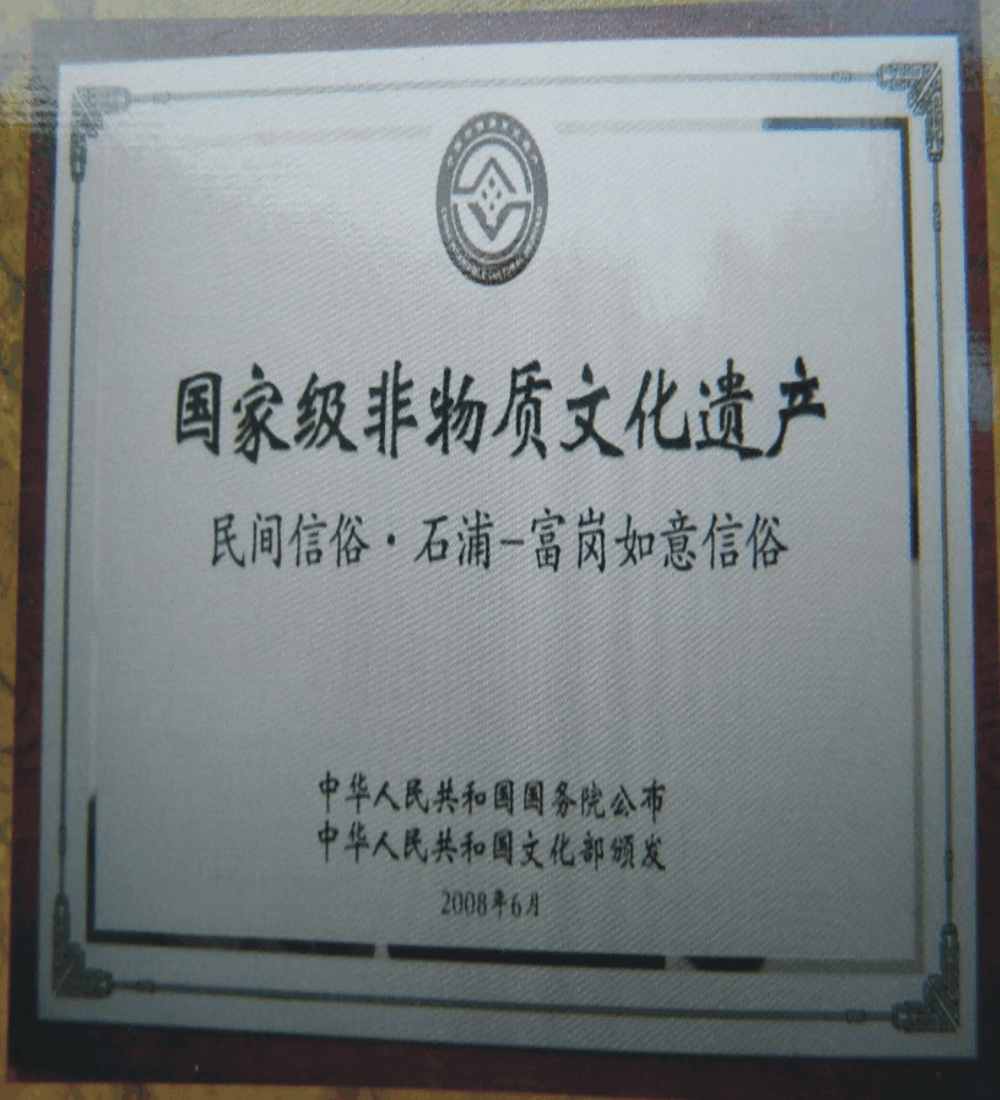 国家级非物质文化遗产
民间信俗·石浦-富岗如意信俗
中华人民共和国国务院公布
中华人民共和国文化部颁发
2008年6月